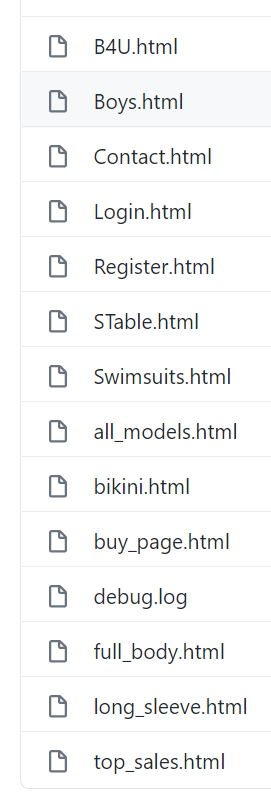 B4U.html
Boys.html
Contact.html
Login.html
Register.html
STable.html
Swimsuits.html
all_models.html
bikini.html
buy_page.html
debug.log
full_body.html
long_sleeve.html
top_sales.html